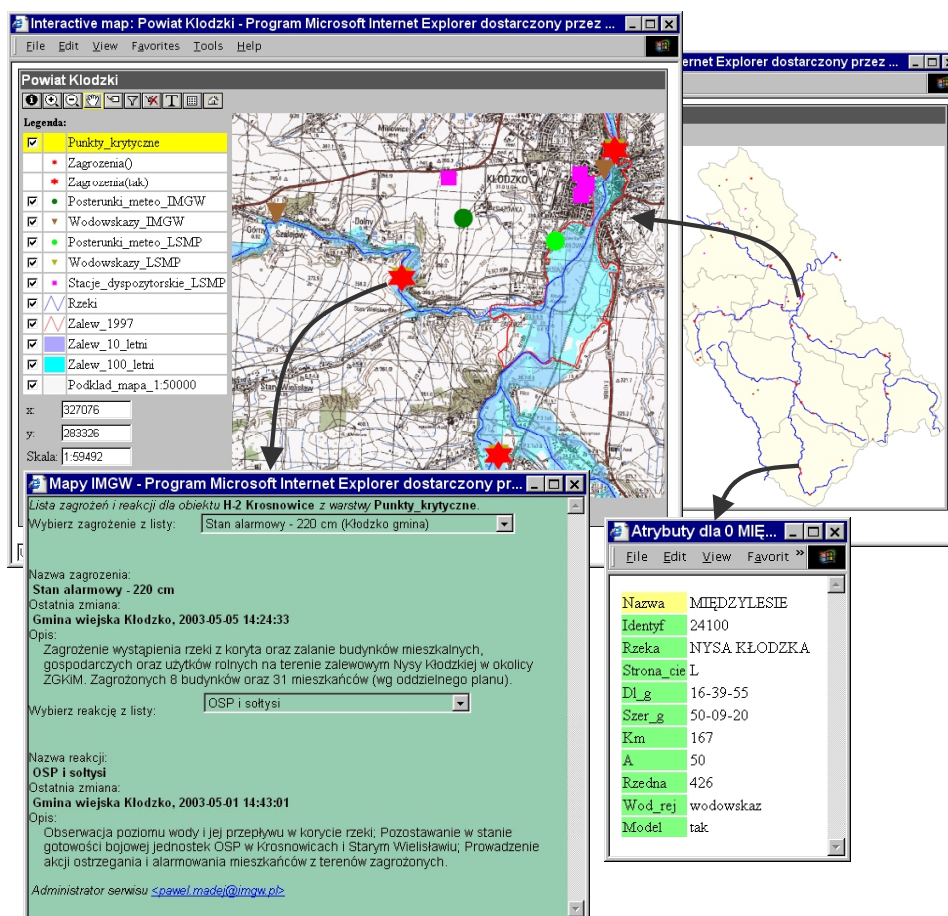 Interactive map: Powiat Klodzki - Program Microsoft Internet Explorer dostarczony przez ...
File Edit View Favorites Tools Help
ernet Explorer dostarczony przez ...
Powiat Klodzki
Legenda:
Punkty_krytyczne
Zagrozenia()
Zagrozenia(tak)
Posterunki_meteo_IMGW
Wodowskazy_IMGW
Posterunki_meteo_LSMP
Wodowskazy_LSMP
Stacje_dyspozytorskie_LSMP
Rzeki
Zalew_1997
Zalew_10_letni
Zalew_100_letni
Podklad_mapa_1:50000
x: 327076
y: 283326
Skala: 1:59492
KŁODZKO
Górny
Szalejów
Dolny
Stary Wielisław
Mapy IMGW - Program Microsoft Internet Explorer dostarczony pr...
Lista zagrożeń i reakcji dla obiektu H-2 Krosnowice z warstwy Punkty_krytyczne.
Wybierz zagrożenie z listy: Stan alarmowy - 220 cm (Kłodzko gmina)
Nazwa zagrozenia:
Stan alarmowy - 220 cm
Ostatnia zmiana:
Gmina wiejska Kłodzko, 2003-05-05 14:24:33
Opis:
Zagrożenie wystąpienia rzeki z koryta oraz zalanie budynków mieszkalnych,
gospodarczych oraz użytków rolnych na terenie zalewowym Nysy Kłodzkiej w okolicy
ZGKiM. Zagrożonych 8 budynków oraz 31 mieszkańców (wg oddzielnego planu).
Wybierz reakcję z listy: OSP i sołtysi
Nazwa reakcji:
OSP i sołtysi
Ostatnia zmiana:
Gmina wiejska Kłodzko, 2003-05-01 14:43:01
Opis:
Obserwacja poziomu wody i jej przepływu w korycie rzeki; Pozostawanie w stanie
gotowości bojowej jednostek OSP w Krosnowicach i Starym Wielisławiu; Prowadzenie
akcji ostrzegania i alarmowania mieszkańców z terenów zagrożonych.
Administrator serwisu <pawel.madej@imgw.pl>
Atrybuty dla 0 MIĘ...
File Edit View Favorit »
Nazwa MIĘDZYLESIE
Identyf 24100
Rzeka NYSA KŁODZKA
Strona_cie L
Dl_g 16-39-55
Szer_g 50-09-20
Km 167
A 50
Rzedna 426
Wod_rej wodowskaz
Model tak